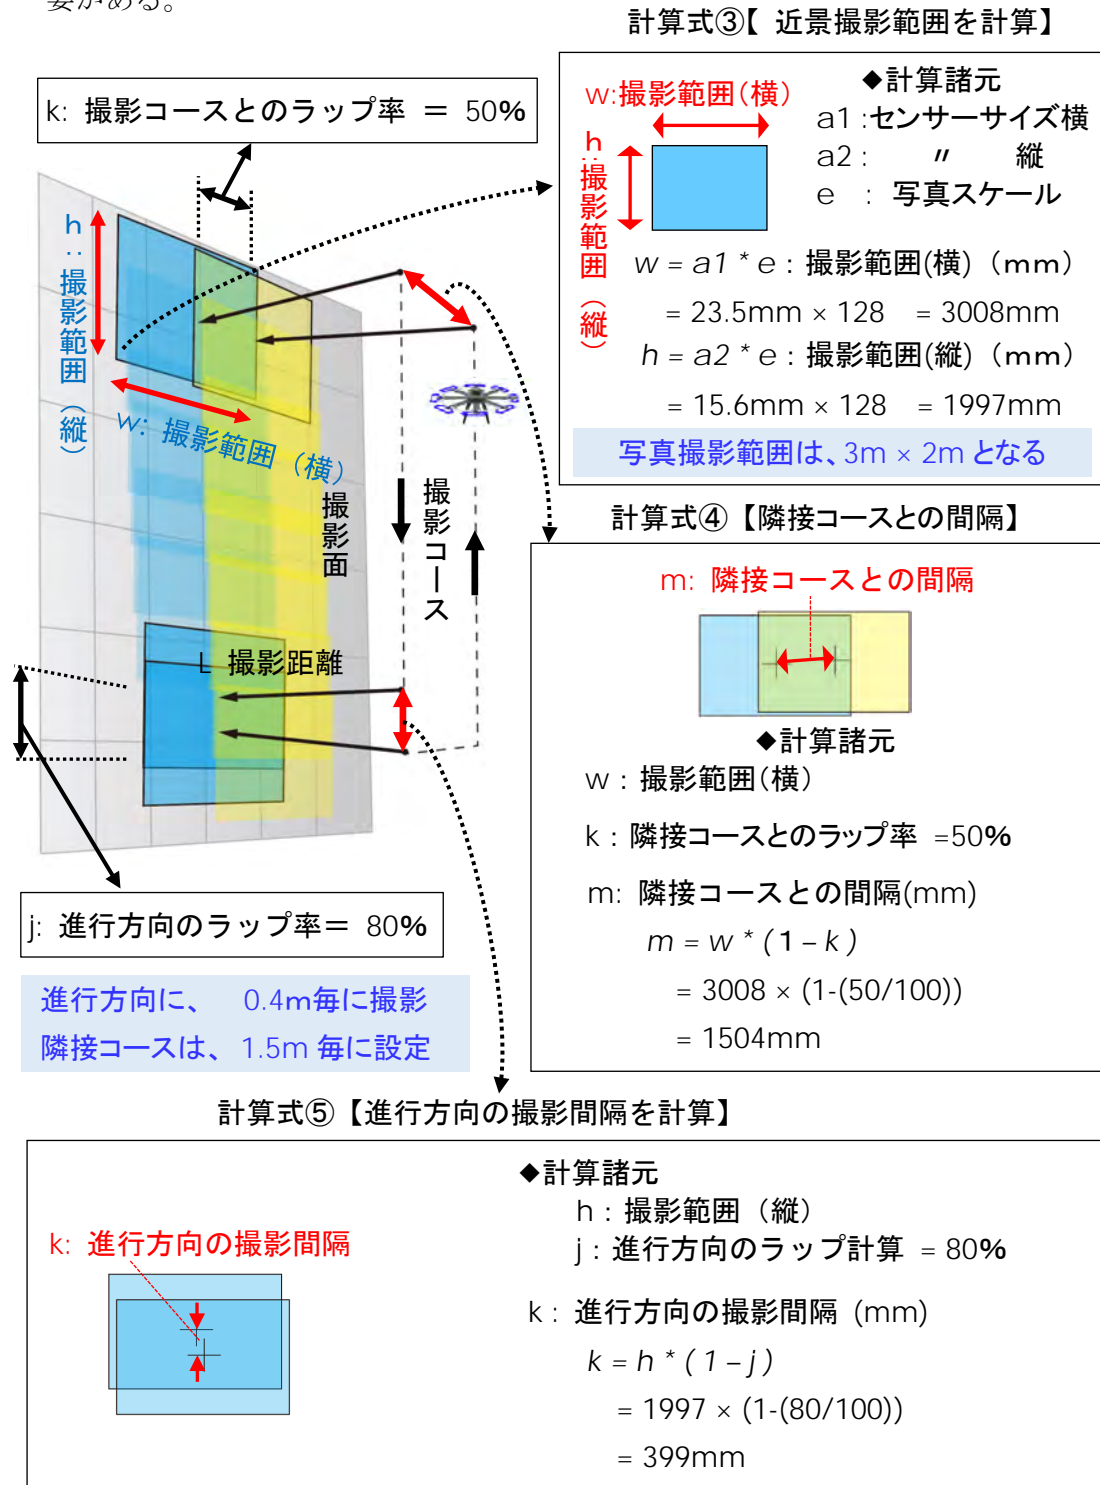 要がある。
計算式③【 近景撮影範囲を計算】
k: 撮影コースとのラップ率 ＝ 50%
w:撮影範囲(横)
h:撮影範囲(縦)
◆計算諸元
a1 :センサーサイズ横
a2 : 〃 縦
e : 写真スケール
w = a1 * e : 撮影範囲(横) (mm)
= 23.5mm × 128 = 3008mm
h = a2 * e : 撮影範囲(縦) (mm)
= 15.6mm × 128 = 1997mm
写真撮影範囲は、3m × 2m となる
h:撮影範囲(縦)
w: 撮影範囲 (横)
撮影面
撮影コース
L 撮影距離
計算式④【隣接コースとの間隔】
m: 隣接コースとの間隔
◆計算諸元
w : 撮影範囲(横)
k : 隣接コースとのラップ率 =50%
m: 隣接コースとの間隔(mm)
m = w * ( 1 – k )
= 3008 × (1-(50/100))
= 1504mm
j: 進行方向のラップ率＝ 80%
進行方向に、 0.4m毎に撮影
隣接コースは、 1.5m 毎に設定
計算式⑤【進行方向の撮影間隔を計算】
k: 進行方向の撮影間隔
◆計算諸元
h : 撮影範囲 (縦)
j : 進行方向のラップ計算 = 80%
k : 進行方向の撮影間隔 (mm)
k = h * ( 1 – j )
= 1997 × (1-(80/100))
= 399mm